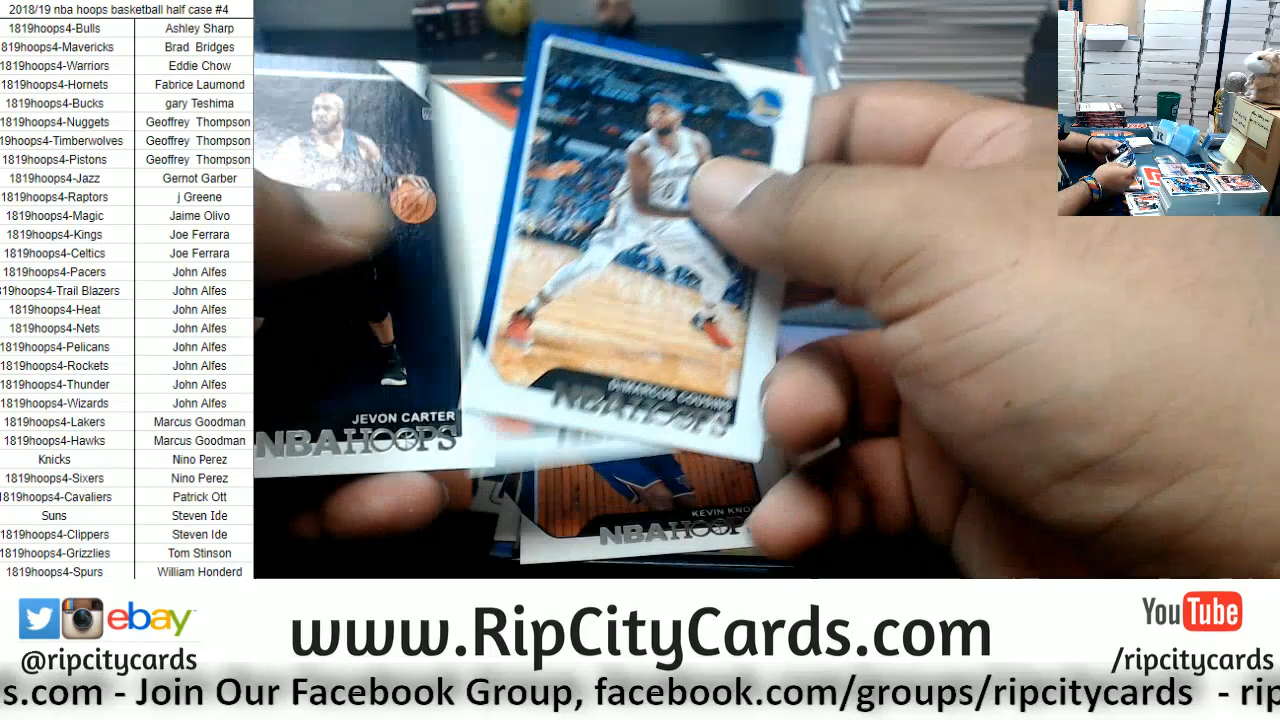 2018/19 nba hoops basketball half case #4
1819hoops4-Bulls Ashley Sharp
819hoops4-Mavericks Brad Bridges
1819hoops4-Warriors Eddie Chow
1819hoops4-Hornets Fabrice Laumond
1819hoops4-Bucks gary Teshima
1819hoops4-Nuggets Geoffrey Thompson
1819hoops4-Timberwolves Geoffrey Thompson
1819hoops4-Pistons Geoffrey Thompson
1819hoops4-Jazz Gernot Garber
1819hoops4-Raptors j Greene
1819hoops4-Magic Jaime Olivo
1819hoops4-Kings Joe Ferrara
1819hoops4-Celtics Joe Ferrara
1819hoops4-Pacers John Alfes
819hoops4-Trail Blazers John Alfes
1819hoops4-Heat John Alfes
1819hoops4-Nets John Alfes
1819hoops4-Pelicans John Alfes
1819hoops4-Rockets John Alfes
1819hoops4-Thunder John Alfes
1819hoops4-Wizards John Alfes
1819hoops4-Lakers Marcus Goodman
1819hoops4-Hawks Marcus Goodman
Knicks Nino Perez
1819hoops4-Sixers Nino Perez
1819hoops4-Cavaliers Patrick Ott
Suns Steven Ide
1819hoops4-Clippers Steven Ide
1819hoops4-Grizzlies Tom Stinson
1819hoops4-Spurs William Honderd
JEVON CARTER
NBA HOOPS
DEMARCUS COUSINS
NBA HOOPS
KEVIN KNO
NBA HOOPS
ebay
@ripcitycards
www.RipCityCards.com
YouTube
/ripcitycards
s.com - Join Our Facebook Group, facebook.com/groups/ripcitycards - rip